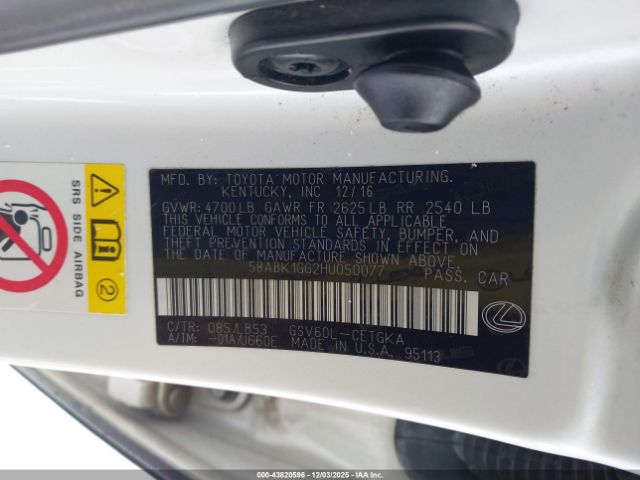 SRS SIDE AIRBAG
2
MFD. BY: TOYOTA MOTOR MANUFACTURING.
KENTUCKY, INC 12/16
GVWR: 4700LB GAWR FR 2625LB RR 2540 LB
THIS VEHICLE CONFORMS TO ALL APPLICABLE
FEDERAL MOTOR VEHICLE SAFETY, BUMPER, AND
THEFT PREVENTION STANDARDS IN EFFECT ON
THE DATE OF MANUFACTURE SHOWN ABOVE.
58ABK1GG2HU050077 PASS. CAR
C/TR: 085/LB53 GSV60L-CETGKA
A/TM: -01A/U660E MADE IN U.S.A. 95113
000-43820596 - 12/03/2025 - IAAI.COM